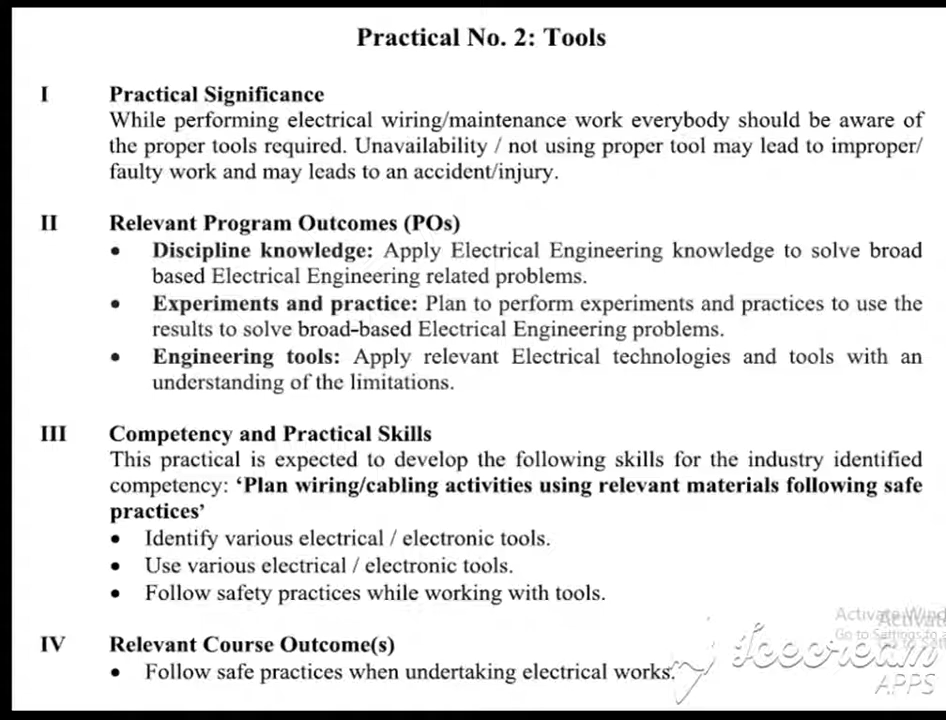 Practical No. 2: Tools
I Practical Significance
While performing electrical wiring/maintenance work everybody should be aware of
the proper tools required. Unavailability / not using proper tool may lead to improper/
faulty work and may leads to an accident/injury.
II Relevant Program Outcomes (POs)
• Discipline knowledge: Apply Electrical Engineering knowledge to solve broad
based Electrical Engineering related problems.
• Experiments and practice: Plan to perform experiments and practices to use the
results to solve broad-based Electrical Engineering problems.
• Engineering tools: Apply relevant Electrical technologies and tools with an
understanding of the limitations.
III Competency and Practical Skills
This practical is expected to develop the following skills for the industry identified
competency: ‘Plan wiring/cabling activities using relevant materials following safe
practices’
• Identify various electrical / electronic tools.
• Use various electrical / electronic tools.
• Follow safety practices while working with tools.
IV Relevant Course Outcome(s)
• Follow safe practices when undertaking electrical works.
Activate Wind
Go to Settings to a
Icecream
APPS